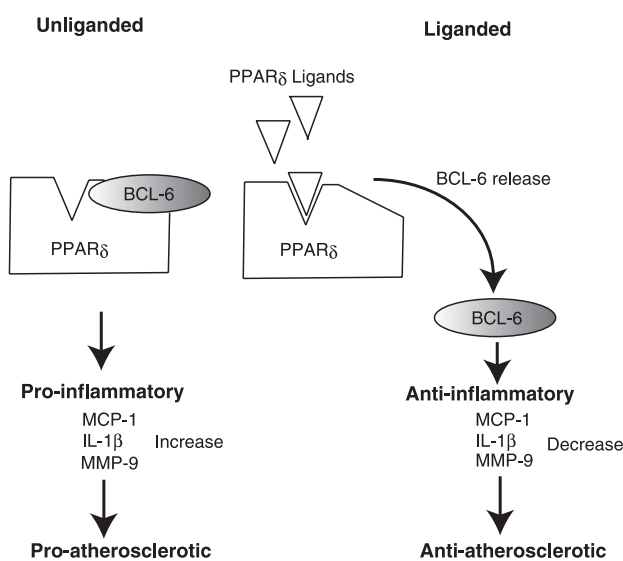 Unliganded
Liganded
PPARδ Ligands
BCL-6
PPARδ
PPARδ
BCL-6 release
BCL-6
Pro-inflammatory
MCP-1
IL-1β Increase
MMP-9
Pro-atherosclerotic
Anti-inflammatory
MCP-1
IL-1β Decrease
MMP-9
Anti-atherosclerotic